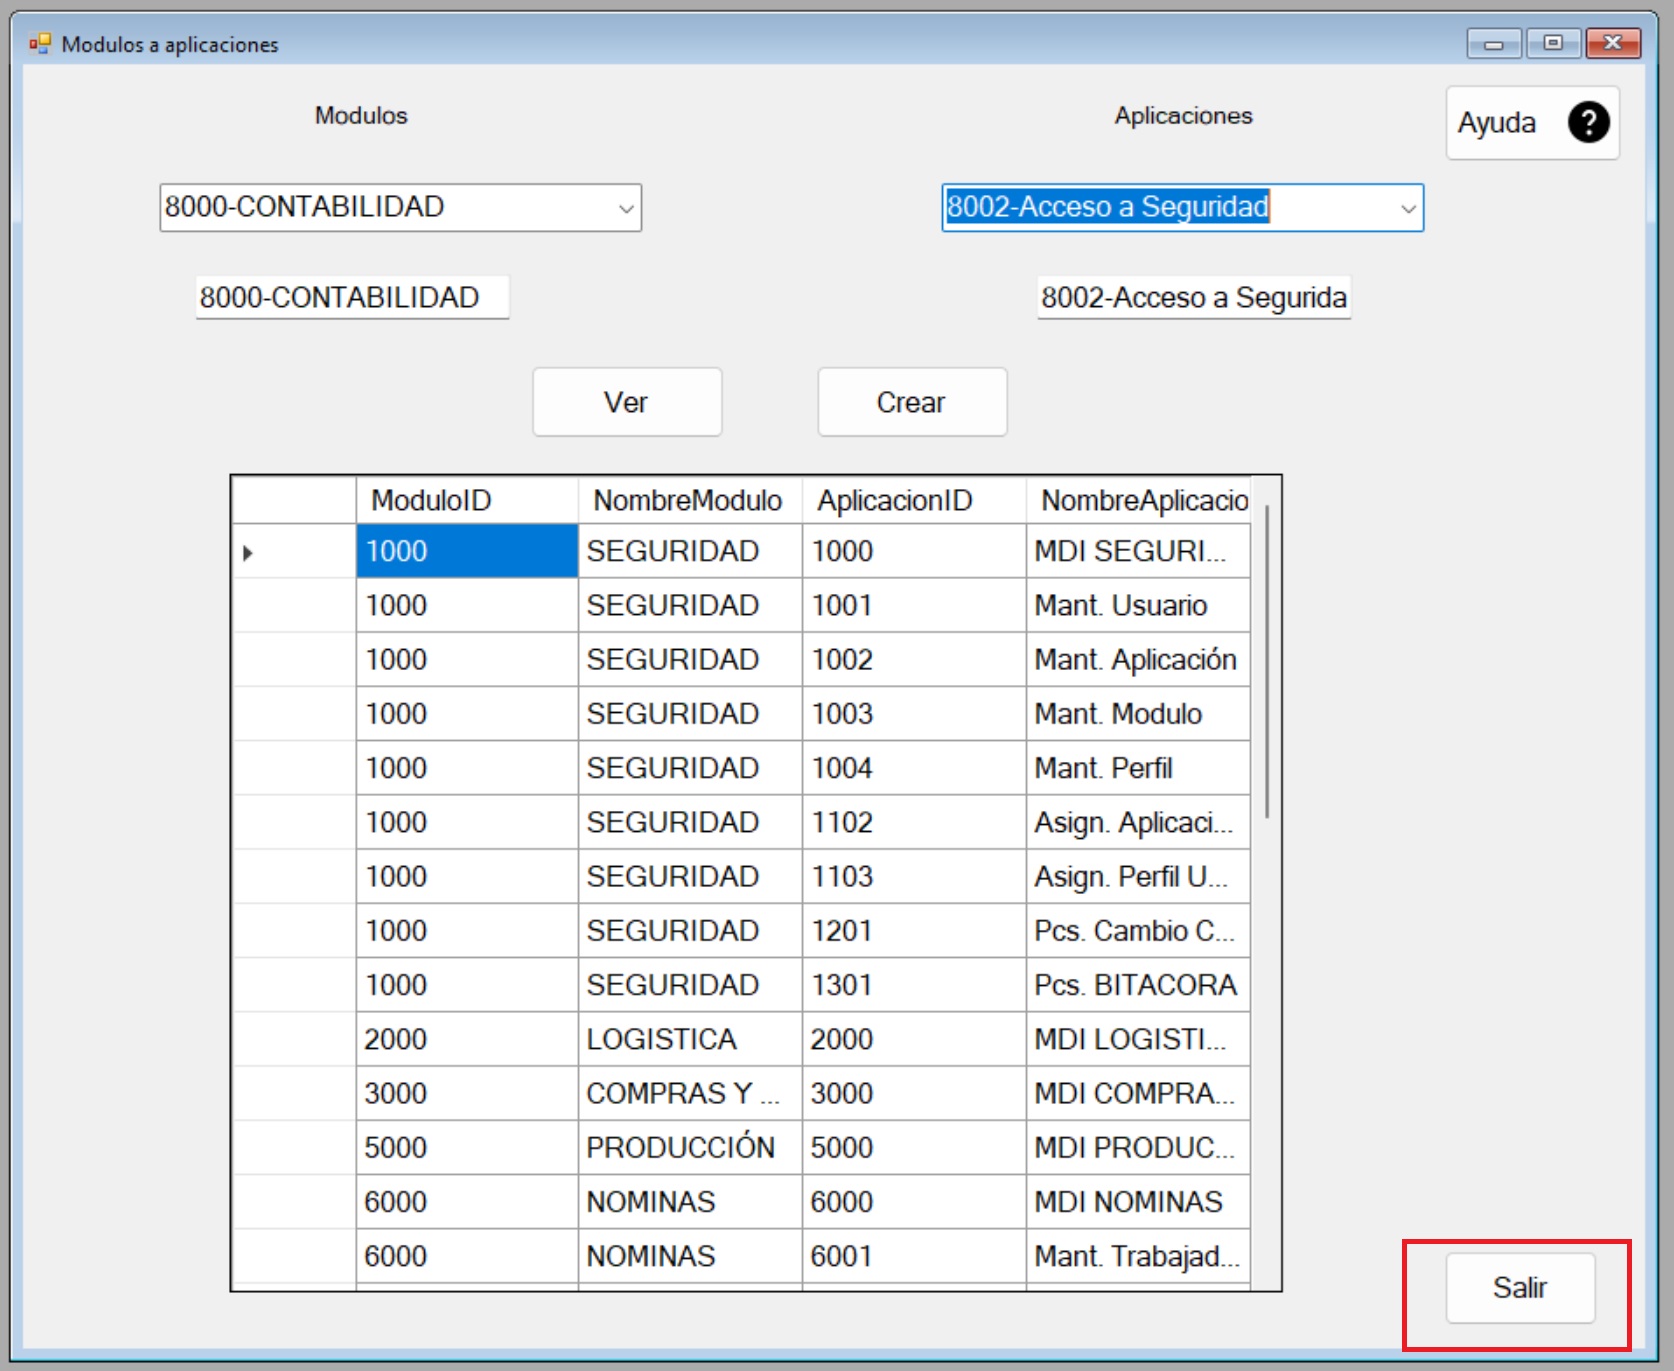 Modulos a aplicaciones
Modulos
Aplicaciones
Ayuda
8000-CONTABILIDAD
8002-Acceso a Seguridad
8000-CONTABILIDAD
8002-Acceso a Segurida
Ver
Crear
ModuloID NombreModulo AplicacionID NombreAplicacio
1000 SEGURIDAD 1000 MDI SEGURI...
1000 SEGURIDAD 1001 Mant. Usuario
1000 SEGURIDAD 1002 Mant. Aplicación
1000 SEGURIDAD 1003 Mant. Modulo
1000 SEGURIDAD 1004 Mant. Perfil
1000 SEGURIDAD 1102 Asign. Aplicaci...
1000 SEGURIDAD 1103 Asign. Perfil U...
1000 SEGURIDAD 1201 Pcs. Cambio C...
1000 SEGURIDAD 1301 Pcs. BITACORA
2000 LOGISTICA 2000 MDI LOGISTI...
3000 COMPRAS Y ... 3000 MDI COMPRA...
5000 PRODUCCIÓN 5000 MDI PRODUC...
6000 NOMINAS 6000 MDI NOMINAS
6000 NOMINAS 6001 Mant. Trabajad...
Salir